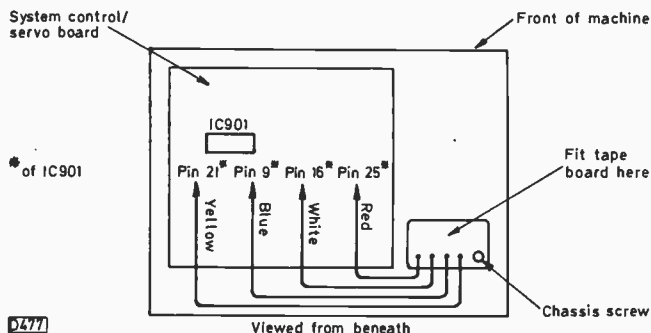 System control/
servo board
Front of machine
IC901
* of IC901
Pin 21* Pin 9* Pin 16* Pin 25*
Fit tape
board here
Yellow
Blue
White
Red
Chassis screw
D477
Viewed from beneath